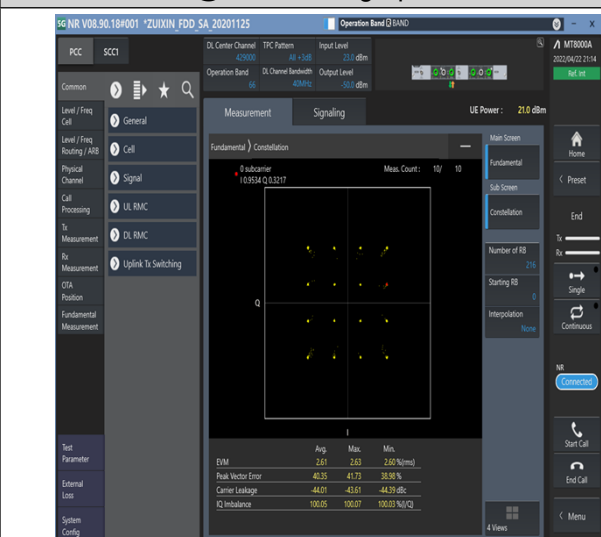 5G NR V08.90.18#001 *ZUIXIN_FDD_SA_20201125
Operation Band BAND
PCC SCC1
DL Center Channel TPC Pattern Input Level
429000 All +3dB 23.0 dBm
Operation Band DL Channel Bandwidth Output Level
66 40MHz -50.0 dBm
MT8000A
2022/04/22 21:14
Ref. Int
Common
Level / Freq
Cell
Level / Freq
Routing / ARB
Physical
Channel
Call
Processing
Tx
Measurement
Rx
Measurement
OTA
Position
Fundamental
Measurement
Test
Parameter
External
Loss
System
Config
General
Cell
Signal
UL RMC
DL RMC
Uplink Tx Switching
Measurement Signaling UE Power : 21.0 dBm
Fundamental Constellation
0 subcarrier Meas. Count : 10/ 10
I 0.9534 Q 0.3217
Q
I
Avg. Max. Min.
EVM 2.61 2.63 2.60 %(rms)
Peak Vector Error 40.35 41.73 38.98 %
Carrier Leakage -44.01 -43.61 -44.39 dBc
IQ Imbalance 100.05 100.07 100.03 %(I/Q)
Main Screen
Fundamental
Sub Screen
Constellation
Number of RB
216
Starting RB
0
Interpolation
None
4 Views
Home
Preset
End
Tx
Rx
Single
Continuous
NR
Connected
Start Call
End Call
Menu